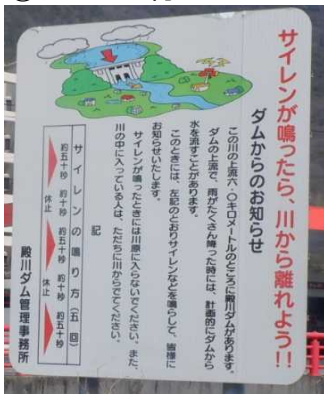 サイレンが鳴ったら、川から離れよう!!
ダムからのお知らせ
この川の上流六・〇キロメートルのところに殿川ダムがあります。
ダムの上流で、雨がたくさん降った時には、計画的にダムから
水を流すことがあります。
このときには、左記のとおりサイレンなどを鳴らして、皆様に
お知らせいたします。
サイレンが鳴ったときには川原に入らないでください。また、
川の中に入っている人は、ただちに川からでてください。
記
サイレンの鳴り方(五回)
約五十秒 約十秒 約五十秒 約十秒 約五十秒
休止 休止
殿川ダム管理事務所